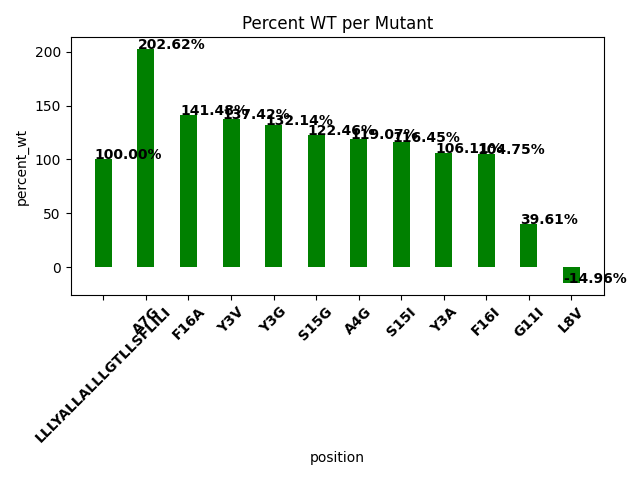 Percent WT per Mutant
percent_wt
200
150
100
50
0
100.00%
202.62%
141.48%
137.42%
132.14%
122.46%
119.07%
116.45%
106.11%
104.75%
39.61%
-14.96%
LLLYALLALLLGTLLSFLILI
A7G
F16A
Y3V
Y3G
S15G
A4G
S15I
Y3A
F16I
G11I
L8V
position